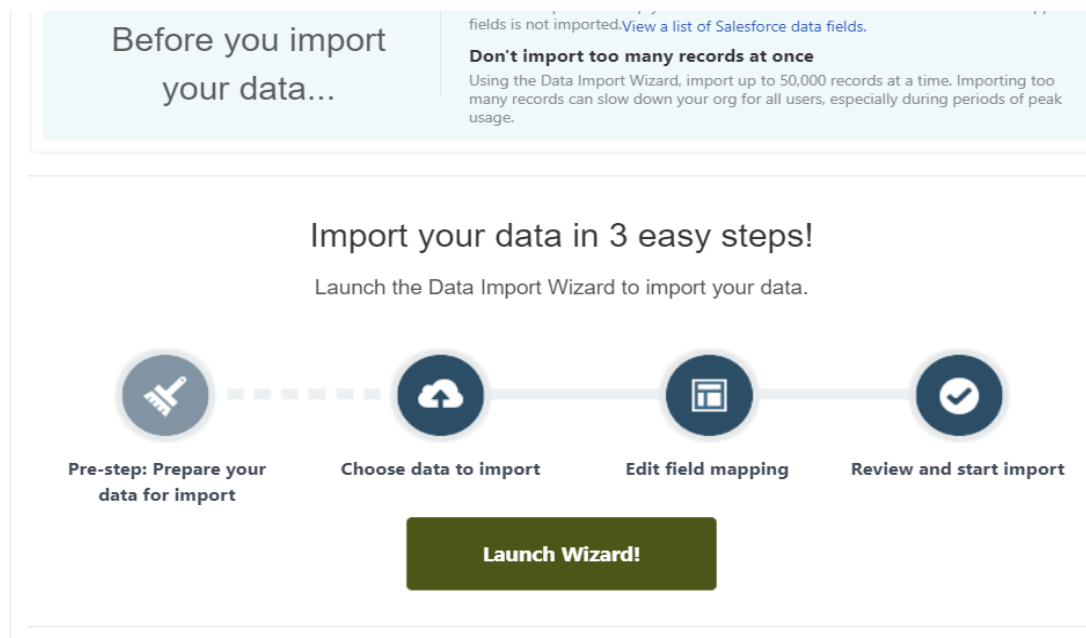 Before you import
your data...
fields is not imported.View a list of Salesforce data fields.
Don't import too many records at once
Using the Data Import Wizard, import up to 50,000 records at a time. Importing too
many records can slow down your org for all users, especially during periods of peak
usage.
Import your data in 3 easy steps!
Launch the Data Import Wizard to import your data.
Pre-step: Prepare your
data for import
Choose data to import
Edit field mapping
Review and start import
Launch Wizard!